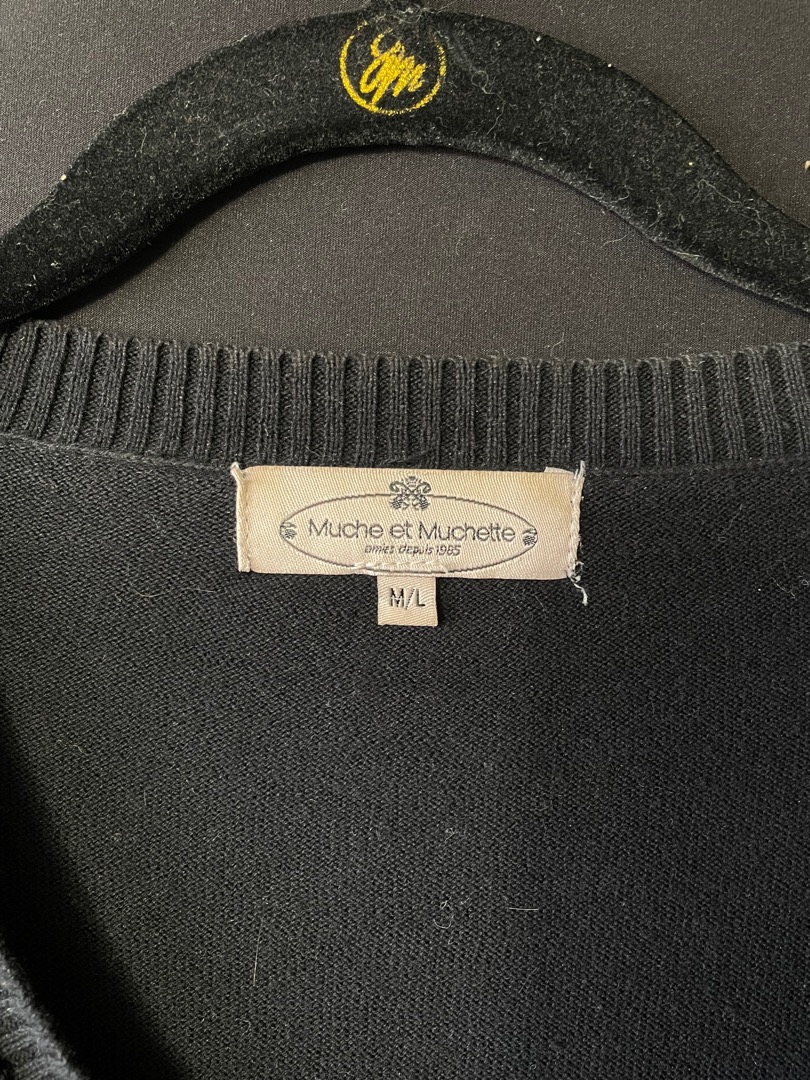 Muche et Muchette
amies depuis 1985
M/L